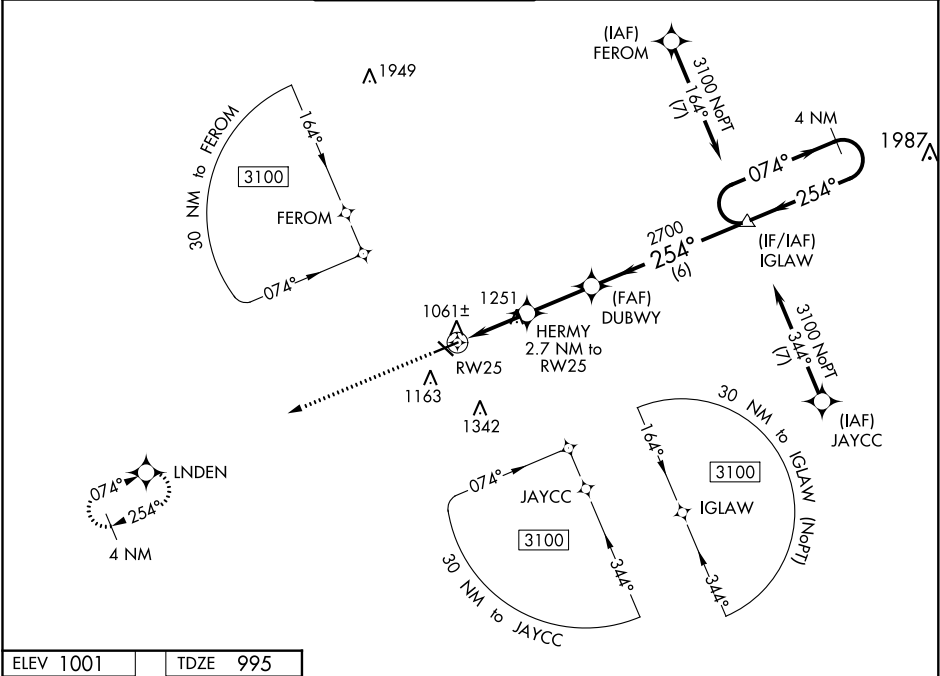 (IAF)
FEROM
3100 NoPT
164°
(7)
1949
4 NM
1987
30 NM to FEROM
164°
3100
FEROM
074°
074°
254°
(IF/IAF)
IGLAW
2700
254°
(6)
(FAF)
DUBWY
1251
HERMY
2.7 NM to
RW25
1061±
RW25
1163
1342
3100 NoPT
344°
(7)
(IAF)
JAYCC
LNDEN
074°
254°
4 NM
074°
JAYCC
3100
344°
30 NM to JAYCC
30 NM to IGLAW (NoPT)
164°
3100
IGLAW
344°
ELEV 1001
TDZE 995